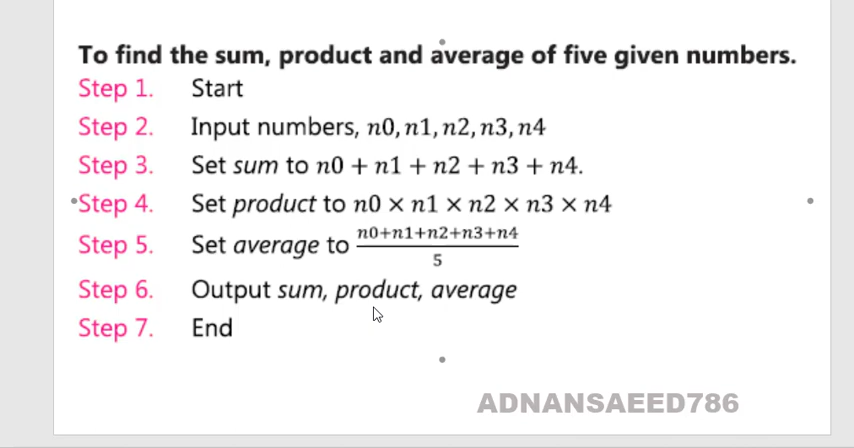 To find the sum, product and average of five given numbers.
Step 1. Start
Step 2. Input numbers, n0, n1, n2, n3, n4
Step 3. Set sum to n0 + n1 + n2 + n3 + n4.
Step 4. Set product to n0 × n1 × n2 × n3 × n4
Step 5. Set average to n0+n1+n2+n3+n4
5
Step 6. Output sum, product, average
Step 7. End
ADNANSAEED786